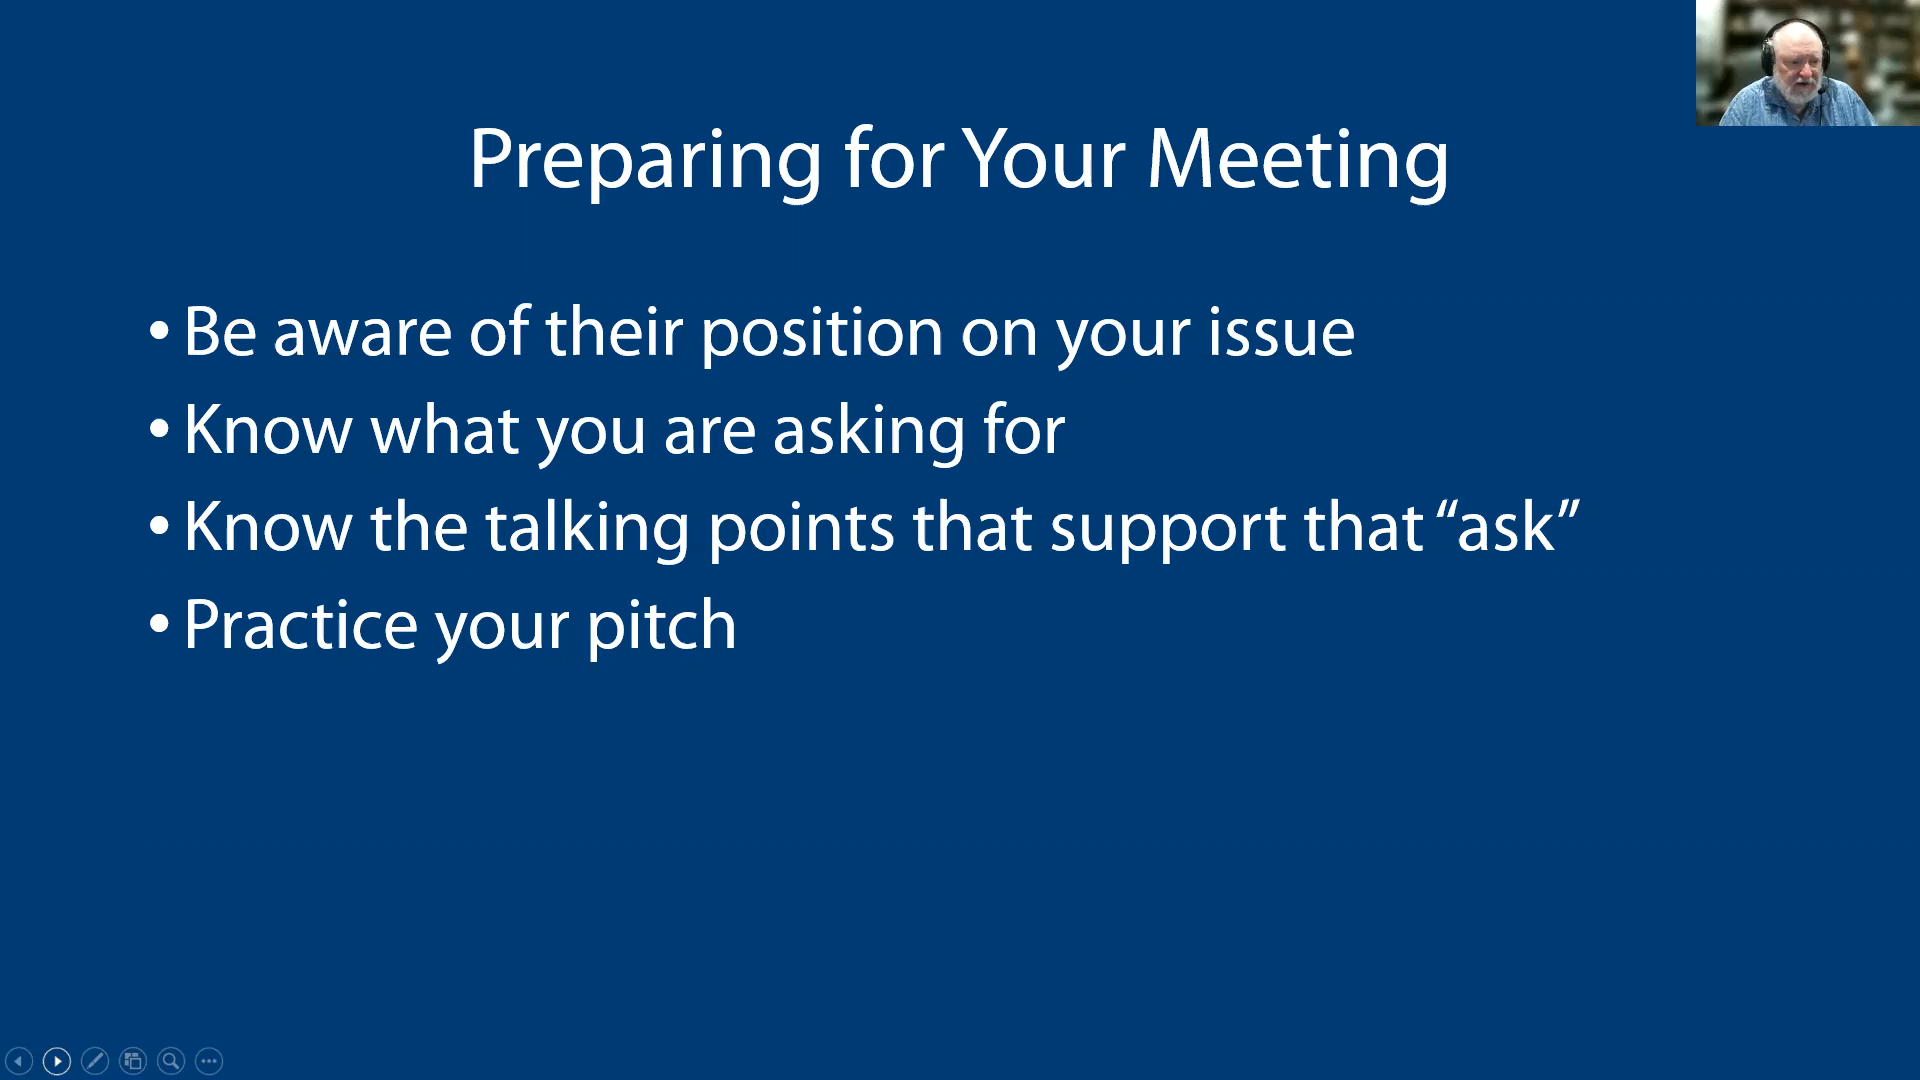 Preparing for Your Meeting
• Be aware of their position on your issue
• Know what you are asking for
• Know the talking points that support that “ask”
• Practice your pitch